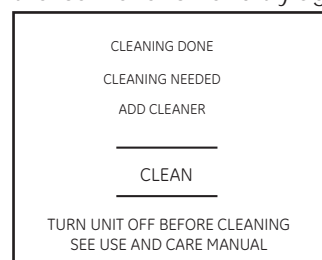 CLEANING DONE
CLEANING NEEDED
ADD CLEANER
CLEAN
TURN UNIT OFF BEFORE CLEANING
SEE USE AND CARE MANUAL